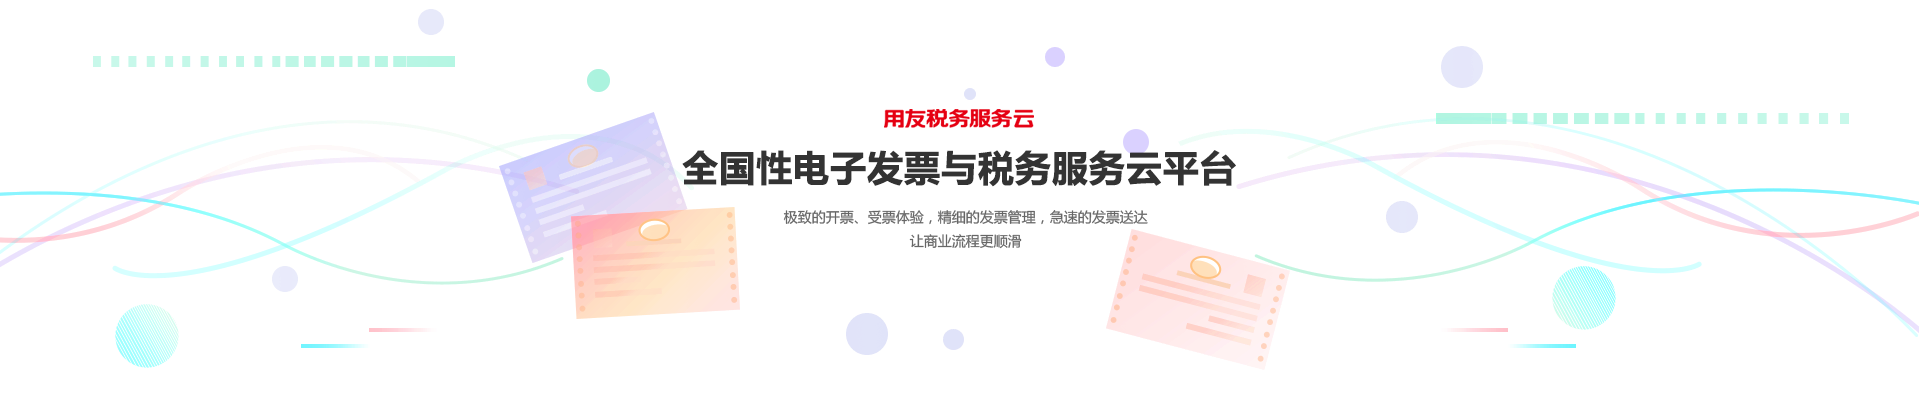 用友税务服务云
全国性电子发票与税务服务云平台
极致的开票、受票体验，精细的发票管理，急速的发票送达
让商业流程更顺滑